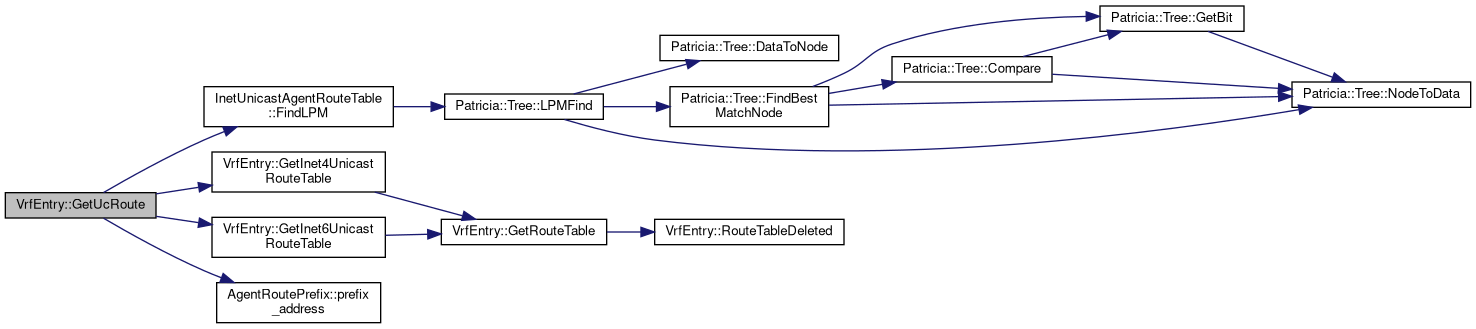 Patricia::Tree::GetBit
Patricia::Tree::DataToNode
Patricia::Tree::Compare
InetUnicastAgentRouteTable
::FindLPM
Patricia::Tree::LPMFind
Patricia::Tree::FindBest
MatchNode
Patricia::Tree::NodeToData
VrfEntry::GetInet4Unicast
RouteTable
VrfEntry::GetUcRoute
VrfEntry::GetInet6Unicast
RouteTable
VrfEntry::GetRouteTable
VrfEntry::RouteTableDeleted
AgentRoutePrefix::prefix
_address